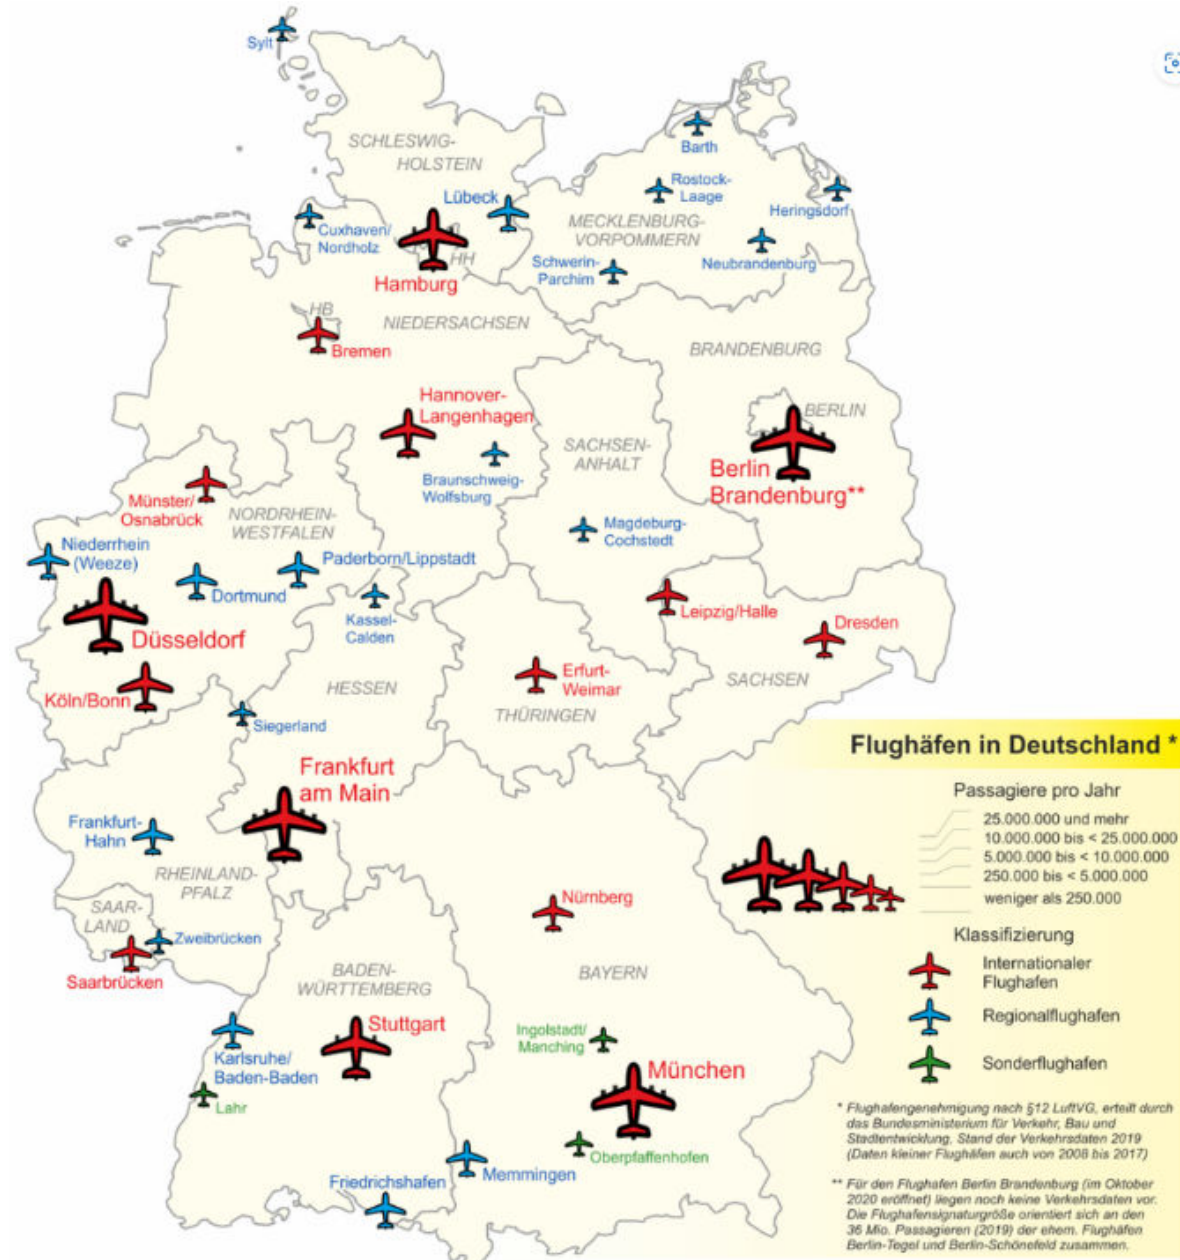 Sylt
SCHLESWIG-
HOLSTEIN
Barth
Rostock-
Laage
Heringsdorf
Lübeck
Cuxhaven/
Nordholz
MECKLENBURG-
VORPOMMERN
HH
Schwerin-
Parchim
Neubrandenburg
Hamburg
HB
NIEDERSACHSEN
Bremen
BRANDENBURG
Hannover-
Langenhagen
BERLIN
SACHSEN-
ANHALT
Berlin
Brandenburg**
Braunschweig-
Wolfsburg
Münster/
Osnabrück
NORDRHEIN-
WESTFALEN
Magdeburg-
Cochstedt
Niederrhein
(Weeze)
Paderborn/Lippstadt
Dortmund
Kassel-
Calden
Leipzig/Halle
Dresden
Düsseldorf
Köln/Bonn
HESSEN
Erfurt-
Weimar
THÜRINGEN
SACHSEN
Siegerland
Frankfurt
am Main
Frankfurt-
Hahn
RHEINLAND-
PFALZ
SAAR-
LAND
Zweibrücken
Saarbrücken
Nürnberg
BADEN-
WÜRTTEMBERG
BAYERN
Stuttgart
Ingolstadt/
Manching
Karlsruhe/
Baden-Baden
München
Lahr
Oberpfaffenhofen
Memmingen
Friedrichshafen
Flughäfen in Deutschland *
Passagiere pro Jahr
25.000.000 und mehr
10.000.000 bis < 25.000.000
5.000.000 bis < 10.000.000
250.000 bis < 5.000.000
weniger als 250.000
Klassifizierung
Internationaler
Flughafen
Regionalflughafen
Sonderflughafen
* Flughafengenehmigung nach §12 LuftVG, erteilt durch
das Bundesministerium für Verkehr, Bau und
Stadtentwicklung. Stand der Verkehrsdaten 2019
(Daten kleiner Flughäfen auch von 2008 bis 2017)
** Für den Flughafen Berlin Brandenburg (im Oktober
2020 eröffnet) liegen noch keine Verkehrsdaten vor.
Die Flughafensignaturgröße orientiert sich an den
36 Mio. Passagieren (2019) der ehem. Flughäfen
Berlin-Tegel und Berlin-Schönefeld zusammen.